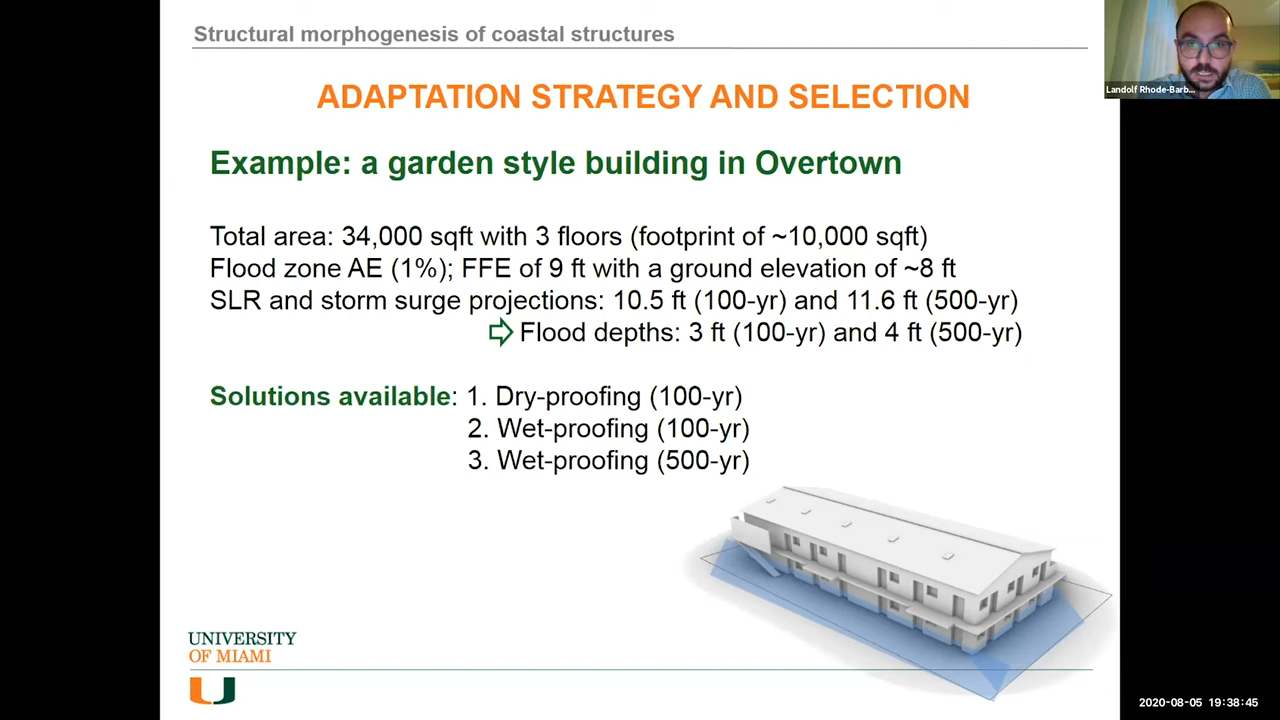 Structural morphogenesis of coastal structures
ADAPTATION STRATEGY AND SELECTION
Example: a garden style building in Overtown
Total area: 34,000 sqft with 3 floors (footprint of ~10,000 sqft)
Flood zone AE (1%); FFE of 9 ft with a ground elevation of ~8 ft
SLR and storm surge projections: 10.5 ft (100-yr) and 11.6 ft (500-yr)
Flood depths: 3 ft (100-yr) and 4 ft (500-yr)
Solutions available: 1. Dry-proofing (100-yr)
2. Wet-proofing (100-yr)
3. Wet-proofing (500-yr)
UNIVERSITY
OF MIAMI
U
Landolf Rhode-Barb...
2020-08-05 19:38:45